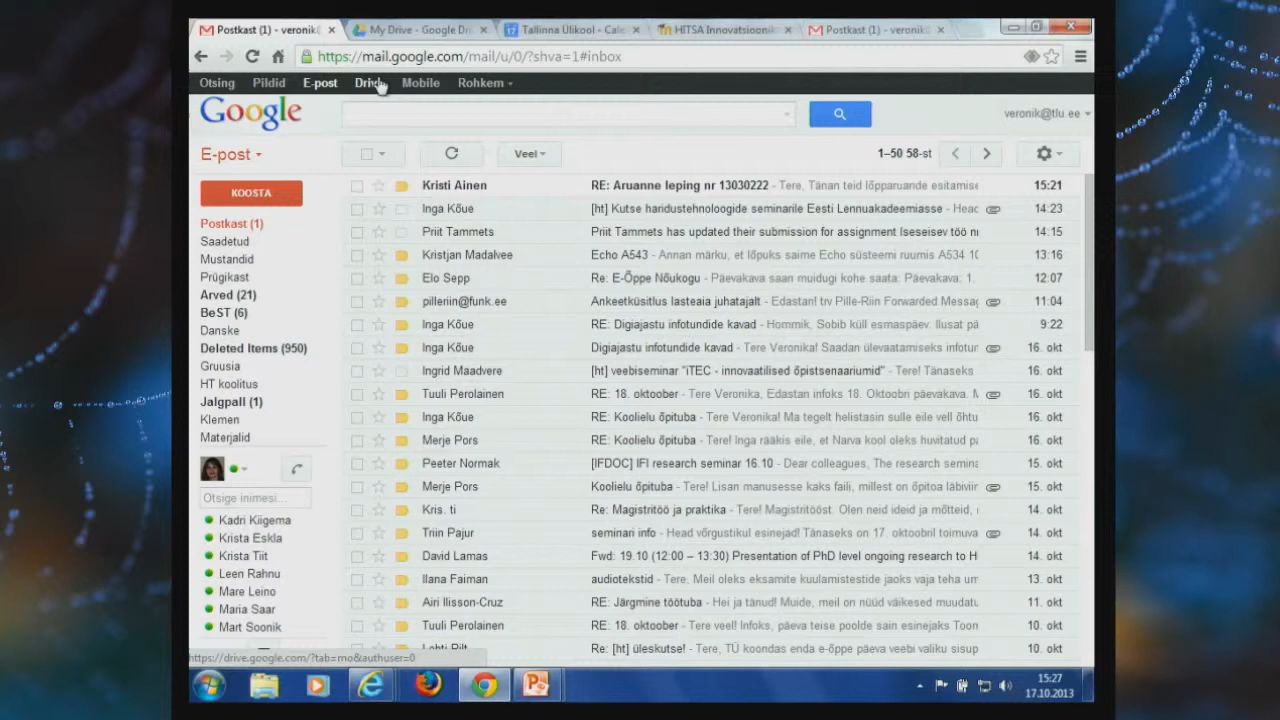 Postkast (1) - veronik(
My Drive - Google Dri
Tallinna Ülikool - Cale
HITSA Innovatsiooni
Postkast (1) - veronik(
https://mail.google.com/mail/u/0/?shva=1#inbox
Otsing Pildid E-post Drive Mobile Rohkem
Google
veronik@tlu.ee
E-post
Veel
1–50 58-st
KOOSTA
Postkast (1)
Saadetud
Mustandid
Prügikast
Arved (21)
BeST (6)
Danske
Deleted Items (950)
Gruusia
HT koolitus
Jalgpall (1)
Klemen
Materjalid
Otsige inimesi...
Kadri Kiigema
Krista Eskla
Krista Tiit
Leen Rahnu
Mare Leino
Maria Saar
Mart Soonik
Kristi Ainen RE: Aruanne leping nr 13030222 - Tere, Tänan teid lõpparuande esitamise 15:21
Inga Kõue [ht] Kutse haridustehnoloogide seminarile Eesti Lennuakadeemiasse - Head 14:23
Priit Tammets Priit Tammets has updated their submission for assignment Iseseisev töö nr 14:15
Kristjan Madalvee Echo A543 - Annan märku, et lõpuks saime Echo süsteemi ruumis A534 10 13:16
Elo Sepp Re: E-Õppe Nõukogu - Päevakava saan muidugi kohe saata: Päevakava: 1. 12:07
pilleriin@funk.ee Ankeetküsitlus lasteaia juhatajalt - Edastan! tv Pille-Riin Forwarded Messag 11:04
Inga Kõue RE: Digiajastu infotundide kavad - Hommik, Sobib küll esmaspäev. Ilusat pä 9:22
Inga Kõue Digiajastu infotundide kavad - Tere Veronika! Saadan ülevaatamiseks infotun 16. okt
Ingrid Maadvere [ht] veebiseminar "iTEC - innovaatilised õpistsenaariumid" - Tere! Tänaseks 16. okt
Tuuli Perolainen RE: 18. oktoober - Tere Veronika, Edastan infoks 18. Oktoobri päevakava. M 16. okt
Inga Kõue RE: Koolielu õpituba - Tere Veronika! Ma tegelt helistasin sulle eile veel õhtu 16. okt
Merje Pors RE: Koolielu õpituba - Tere! Inga rääkis eile, et Narva kool oleks huvitatud pä 16. okt
Peeter Normak [IFDOC] IFI research seminar 16.10 - Dear colleagues, The research semina 15. okt
Merje Pors Koolielu õpituba - Tere! Lisan manusesse kaks faili, millest on õpitoa läbiviim 15. okt
Kris. ti Re: Magistritöö ja praktika - Tere! Magistritööst. Olen neid ideid ja mõtteid, 14. okt
Triin Pajur seminari info - Head võrgustikul esinejad! Tänaseks on 17. oktoobril toimuva 14. okt
David Lamas Fwd: 19.10 (12:00 – 13:30) Presentation of PhD level ongoing research to H 14. okt
Ilana Faiman audiotekstid - Tere, Meil oleks eksamite kuulamistestide jaoks vaja teha um 13. okt
Airi Ilisson-Cruz RE: Järgmine töötuba - Hei ja tänud! Muide, meil on nüüd väikesed muudatu 11. okt
Tuuli Perolainen RE: 18. oktoober - Tere veel! Infoks, päeva teise poolde sain esinejaks Toom 10. okt
Re: [ht] üleskutse! - Tere, TÜ koondas enda e-õppe päeva veebi valiku sisup 10. okt
https://drive.google.com/?tab=mo&authuser=0
15:27
17.10.2013